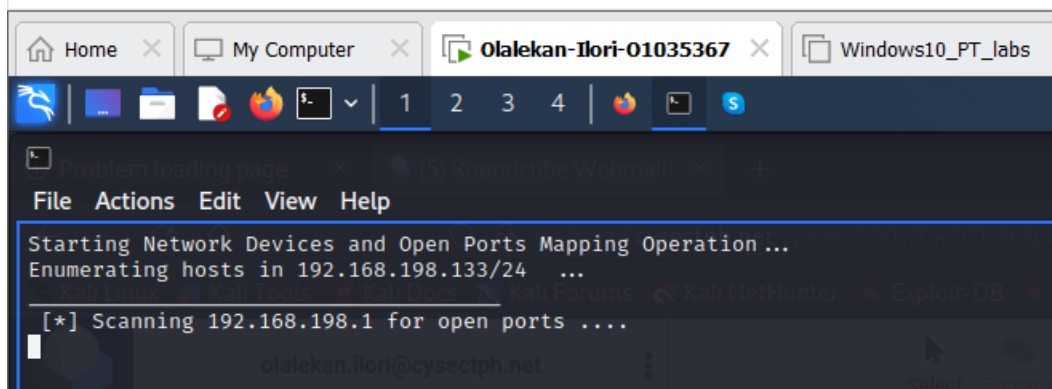 Home
My Computer
Olalekan-Ilori-O1035367
Windows10_PT_labs
1 2 3 4
Problem loading page
(5) Roundcube Webmail
File Actions Edit View Help
Starting Network Devices and Open Ports Mapping Operation ...
Enumerating hosts in 192.168.198.133/24 ...
Kali Linux Kali Tools Kali Docs Kali Forums Kali NetHunter Exploit-DB
[*] Scanning 192.168.198.1 for open ports ....
olalekan.ilori@cysectph.net
Select